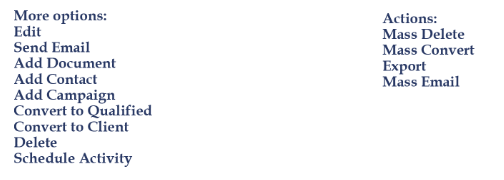 More options:
Edit
Send Email
Add Document
Add Contact
Add Campaign
Convert to Qualified
Convert to Client
Delete
Schedule Activity
Actions:
Mass Delete
Mass Convert
Export
Mass Email